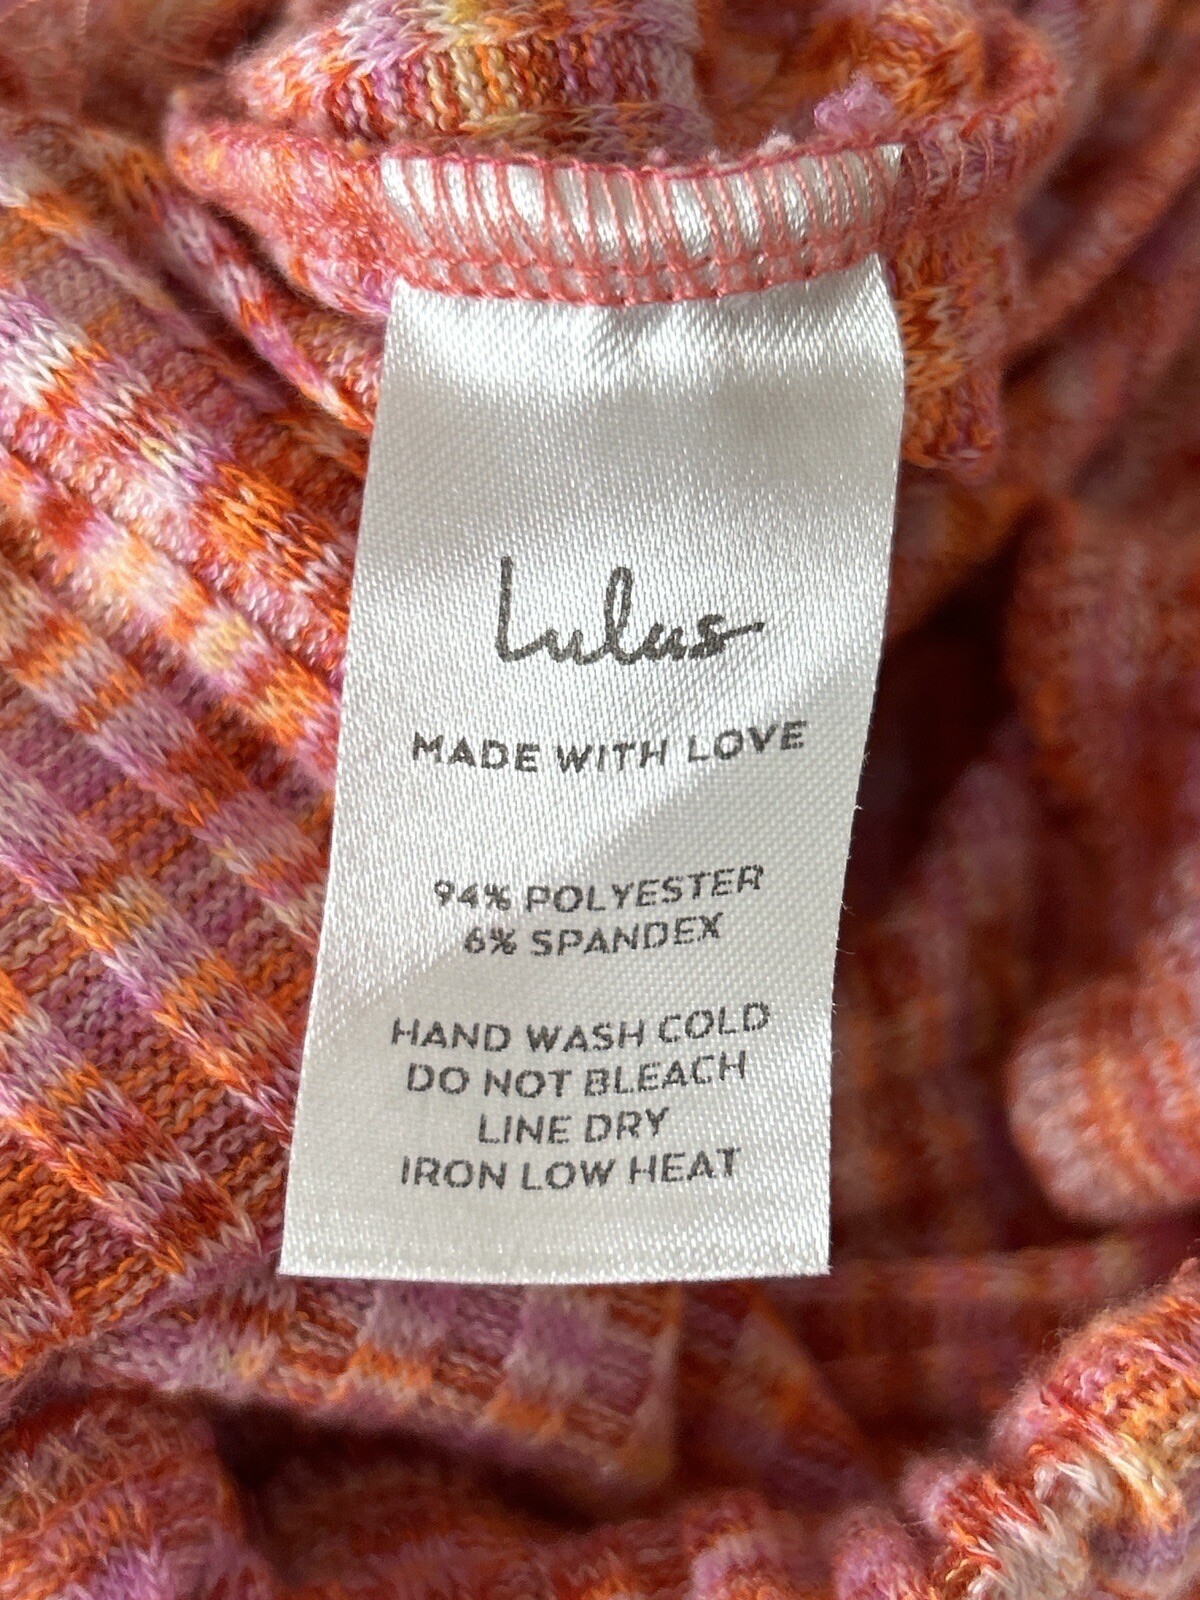 Lulus
MADE WITH LOVE
94% POLYESTER
6% SPANDEX
HAND WASH COLD
DO NOT BLEACH
LINE DRY
IRON LOW HEAT